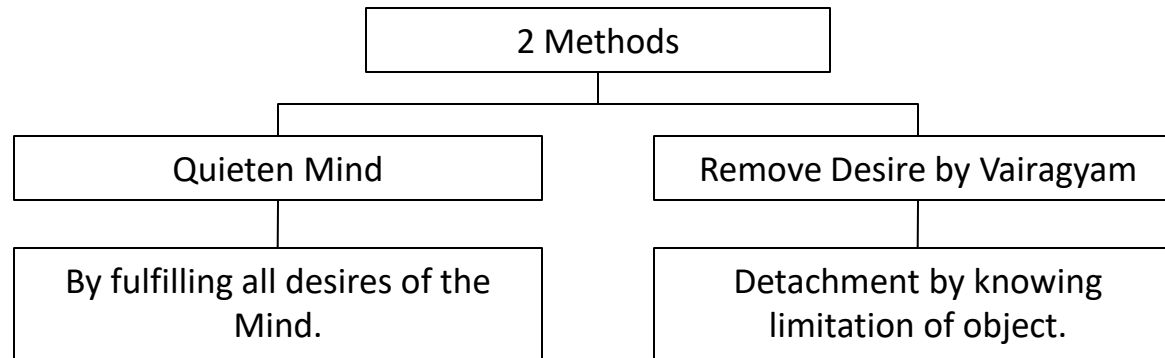 2 Methods
Quieten Mind
Remove Desire by Vairagyam
By fulfilling all desires of the
Mind.
Detachment by knowing
limitation of object.